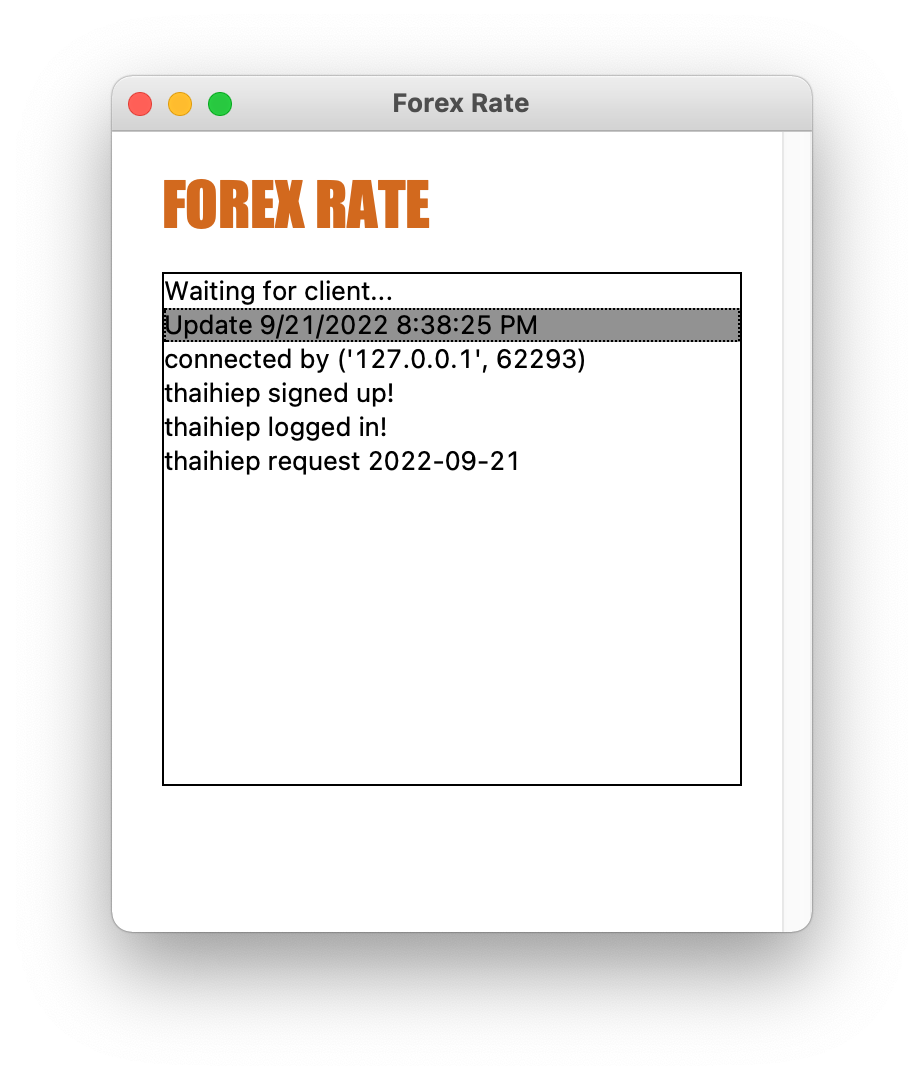 Forex Rate
FOREX RATE
Waiting for client...
Update 9/21/2022 8:38:25 PM
connected by ('127.0.0.1', 62293)
thaihiep signed up!
thaihiep logged in!
thaihiep request 2022-09-21